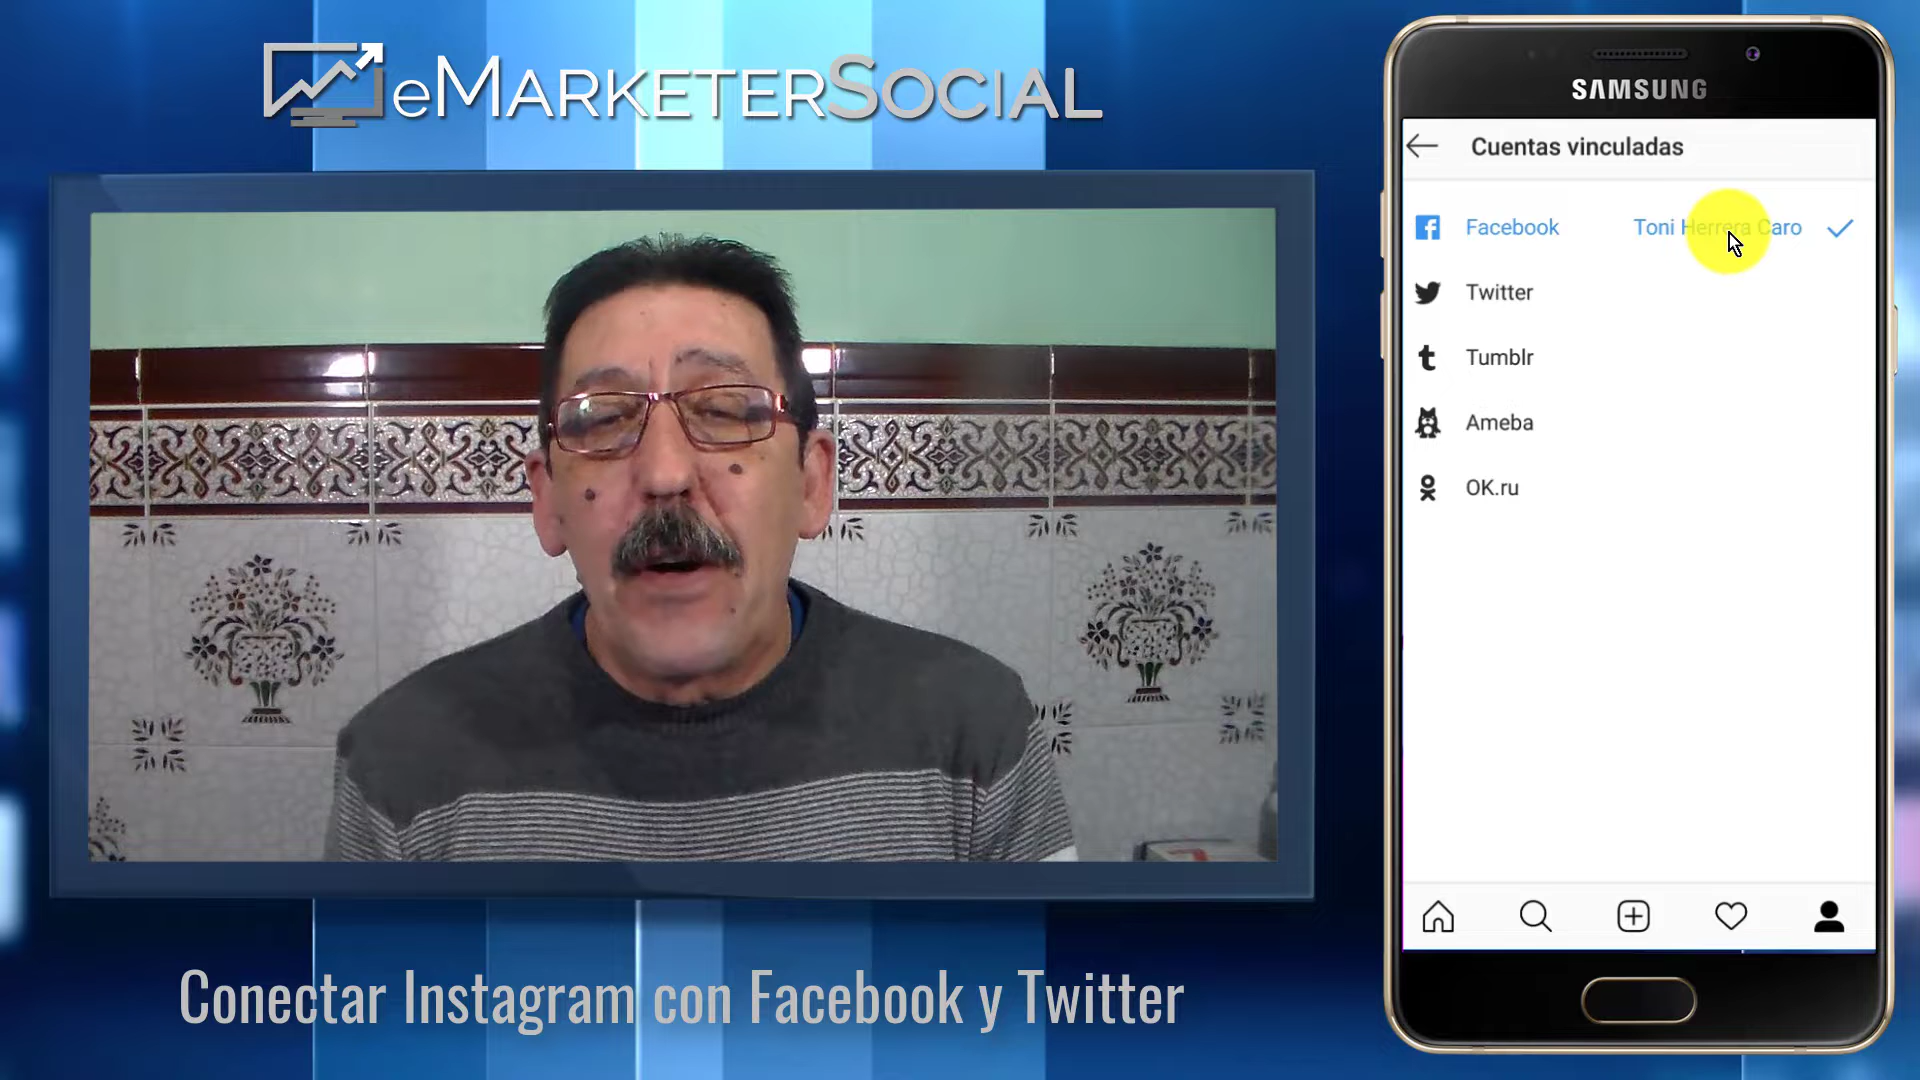 eMARKETERSOCIAL
SAMSUNG
Cuentas vinculadas
Facebook Toni Herrera Caro
Twitter
Tumblr
Ameba
OK.ru
Conectar Instagram con Facebook y Twitter